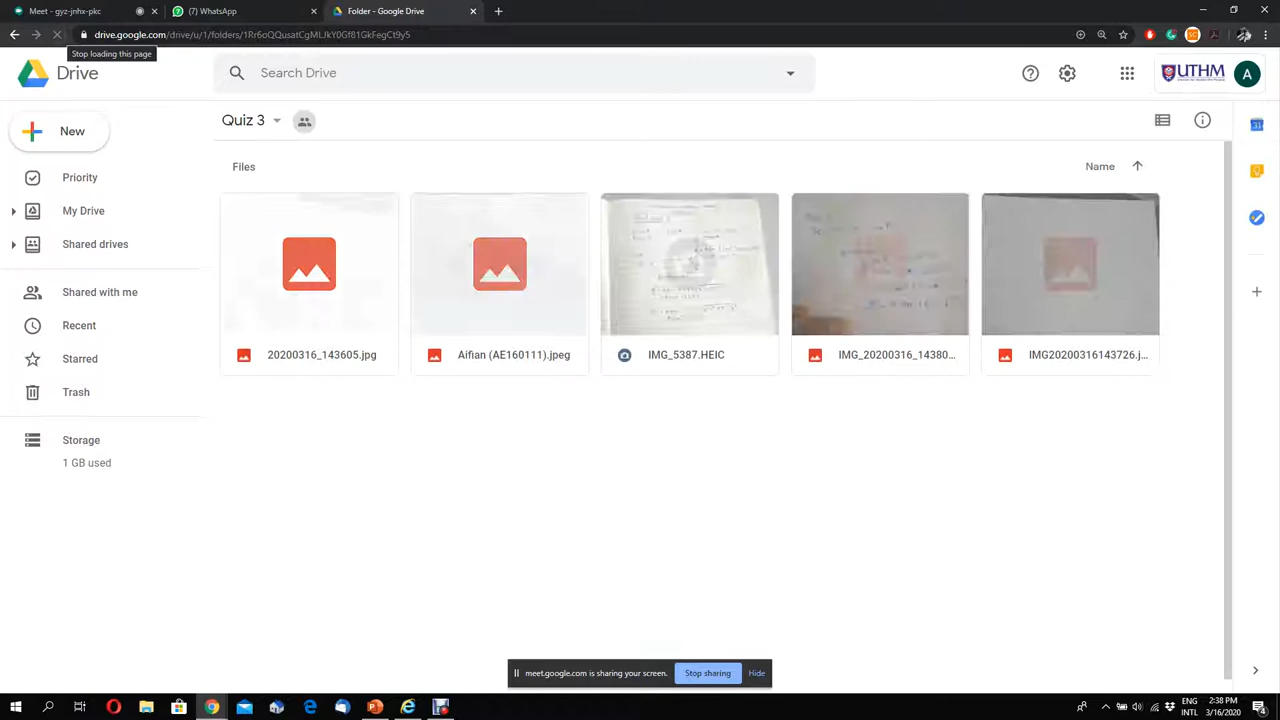 Meet - gyz-jnhx-pkc
WhatsApp
Folder - Google Drive
drive.google.com/drive/u/1/folders/1Rr6oQQusatCgMLJkY0Gf81GkFegCt9y5
Stop loading this page
Drive
Search Drive
UTHM
A
New
Quiz 3
Priority
My Drive
Shared drives
Shared with me
Recent
Starred
Trash
Storage
1 GB used
Files
Name
20200316_143605.jpg
Aifian (AE160111).jpeg
IMG_5387.HEIC
IMG_20200316_14380...
IMG20200316143726.j...
31
meet.google.com is sharing your screen.
Stop sharing
Hide
ENG
INTL
2:38 PM
3/16/2020